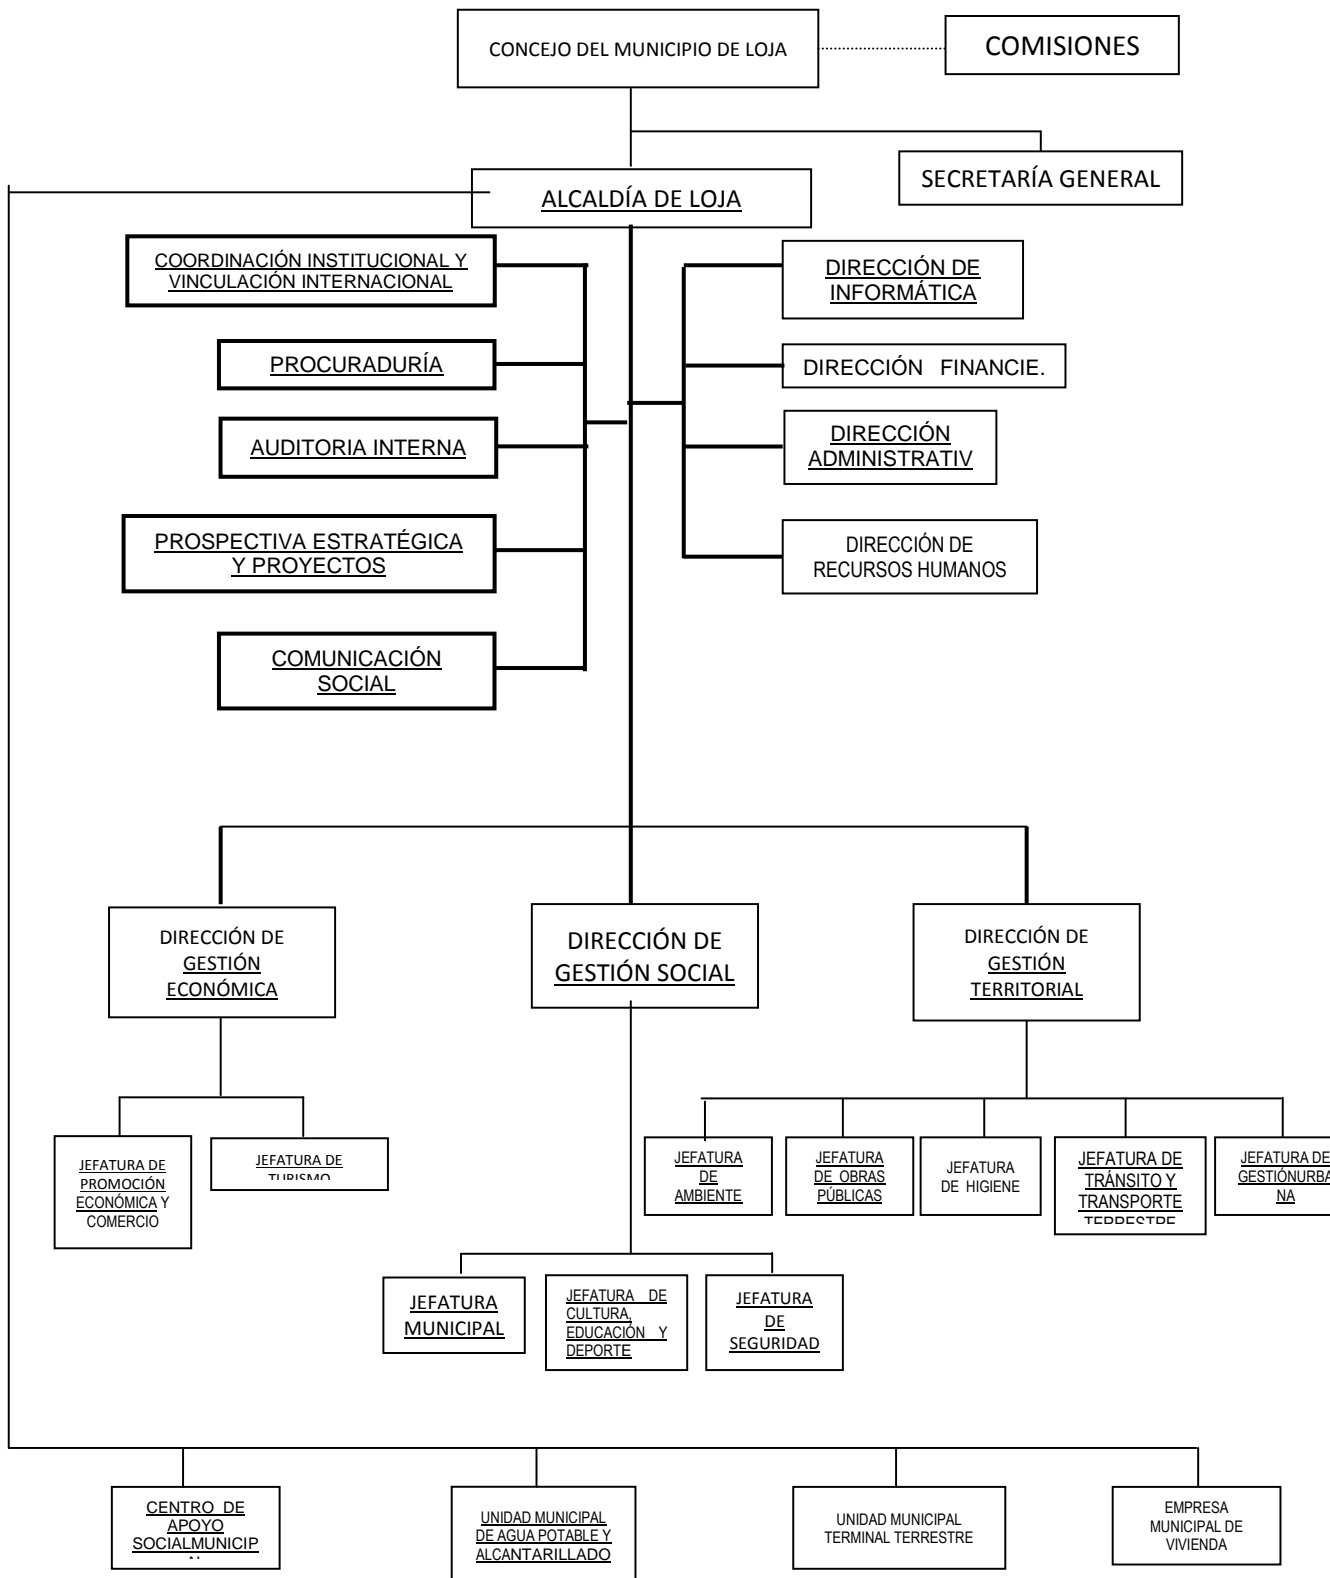 CONCEJO DEL MUNICIPIO DE LOJA
COMISIONES
SECRETARÍA GENERAL
ALCALDÍA DE LOJA
COORDINACIÓN INSTITUCIONAL Y
VINCULACIÓN INTERNACIONAL
DIRECCIÓN DE
INFORMÁTICA
PROCURADURÍA
DIRECCIÓN FINANCIE.
AUDITORIA INTERNA
DIRECCIÓN
ADMINISTRATIV
PROSPECTIVA ESTRATÉGICA
Y PROYECTOS
DIRECCIÓN DE
RECURSOS HUMANOS
COMUNICACIÓN
SOCIAL
DIRECCIÓN DE
GESTIÓN
ECONÓMICA
DIRECCIÓN DE
GESTIÓN SOCIAL
DIRECCIÓN DE
GESTIÓN
TERRITORIAL
JEFATURA DE
PROMOCIÓN
ECONÓMICA Y
COMERCIO
JEFATURA DE
TURISMO
JEFATURA
DE
AMBIENTE
JEFATURA
DE OBRAS
PÚBLICAS
JEFATURA
DE HIGIENE
JEFATURA DE
TRÁNSITO Y
TRANSPORTE
TERRESTRE
JEFATURA DE
GESTIÓNURBA
NA
JEFATURA
MUNICIPAL
JEFATURA DE
CULTURA,
EDUCACIÓN Y
DEPORTE
JEFATURA
DE
SEGURIDAD
CENTRO DE
APOYO
SOCIALMUNICIP
UNIDAD MUNICIPAL
DE AGUA POTABLE Y
ALCANTARILLADO
UNIDAD MUNICIPAL
TERMINAL TERRESTRE
EMPRESA
MUNICIPAL DE
VIVIENDA